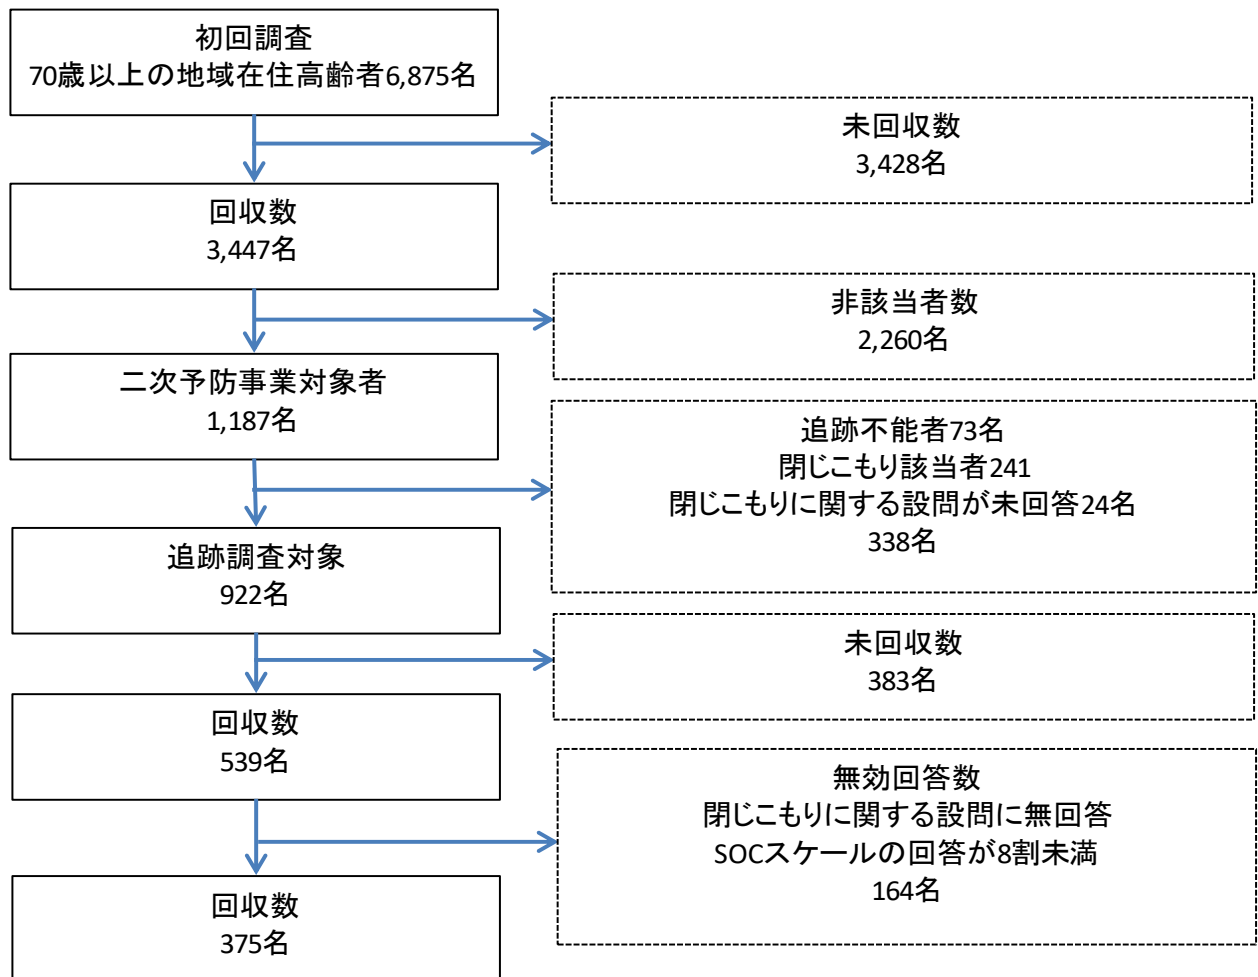 初回調査
70歳以上の地域在住高齢者6,875名
未回収数
3,428名
回収数
3,447名
非該当者数
2,260名
二次予防事業対象者
1,187名
追跡不能者73名
閉じこもり該当者241
閉じこもりに関する設問が未回答24名
338名
追跡調査対象
922名
未回収数
383名
回収数
539名
無効回答数
閉じこもりに関する設問に無回答
SOCスケールの回答が8割未満
164名
回収数
375名